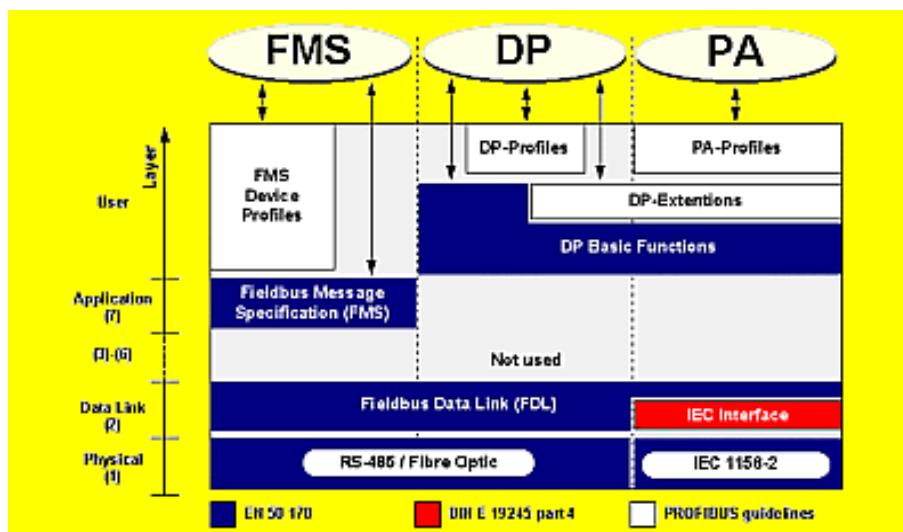 FMS
DP
PA
Layer
User
FMS
Device
Profiles
DP-Profiles
PA-Profiles
DP-Extentions
DP Basic Functions
Application
(7)
Fieldbus Message
Specification (FMS)
(3)-(6)
Not used
Data Link
(2)
Fieldbus Data Link (FDL)
IEC Interface
Physical
(1)
RS-485 / Fibre Optic
IEC 1158-2
EN 50 170
DIN E 19245 part 4
PROFIBUS guidelines